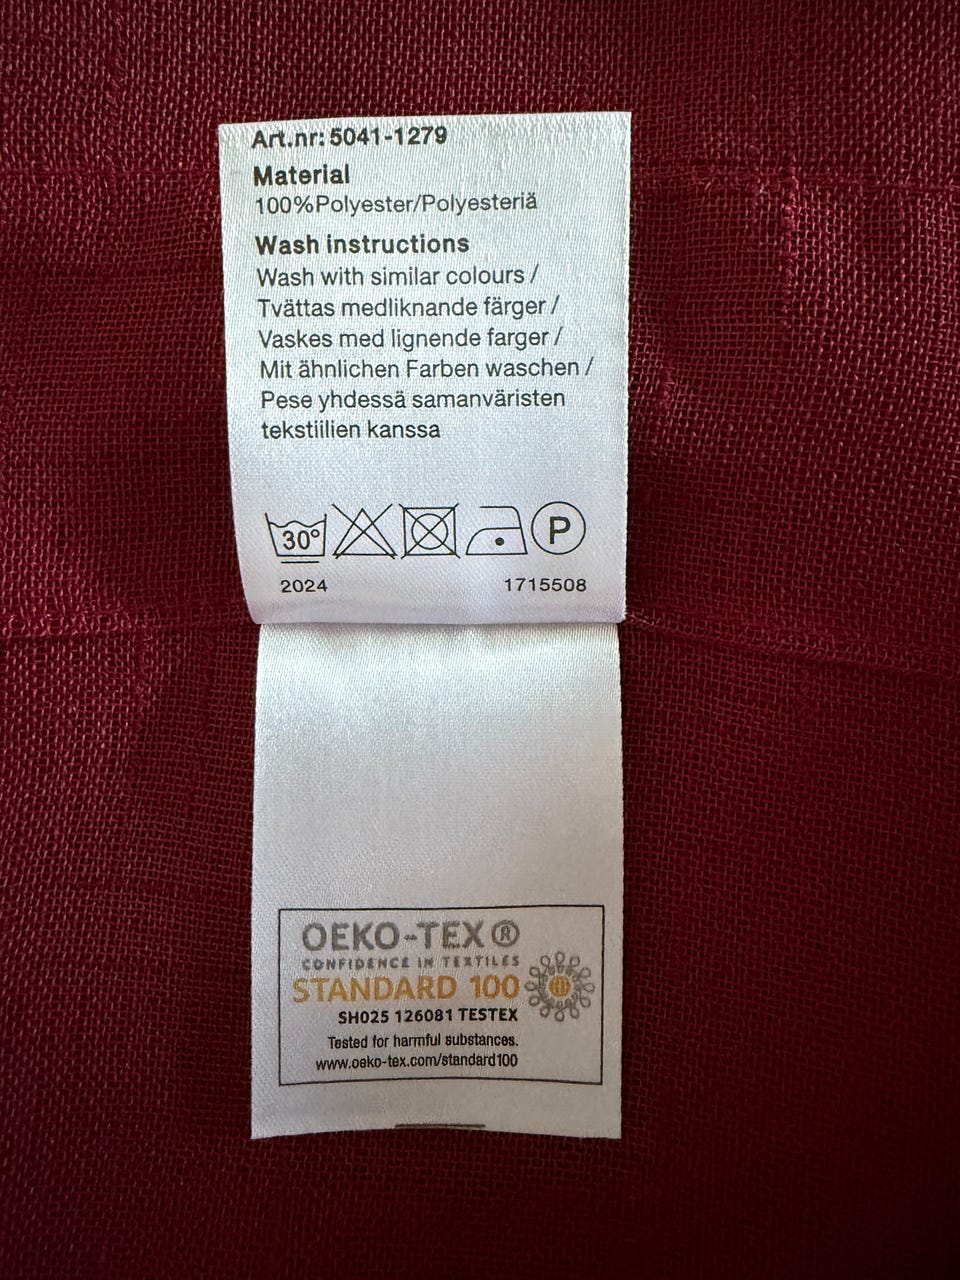 Art.nr: 5041-1279
Material
100%Polyester/Polyesteriä
Wash instructions
Wash with similar colours /
Tvättas medliknande färger /
Vaskes med lignende farger /
Mit ähnlichen Farben waschen /
Pese yhdessä samanväristen
tekstiilien kanssa
30° P
2024 1715508
OEKO-TEX®
CONFIDENCE IN TEXTILES
STANDARD 100
SH025 126081 TESTEX
Tested for harmful substances.
www.oeko-tex.com/standard100